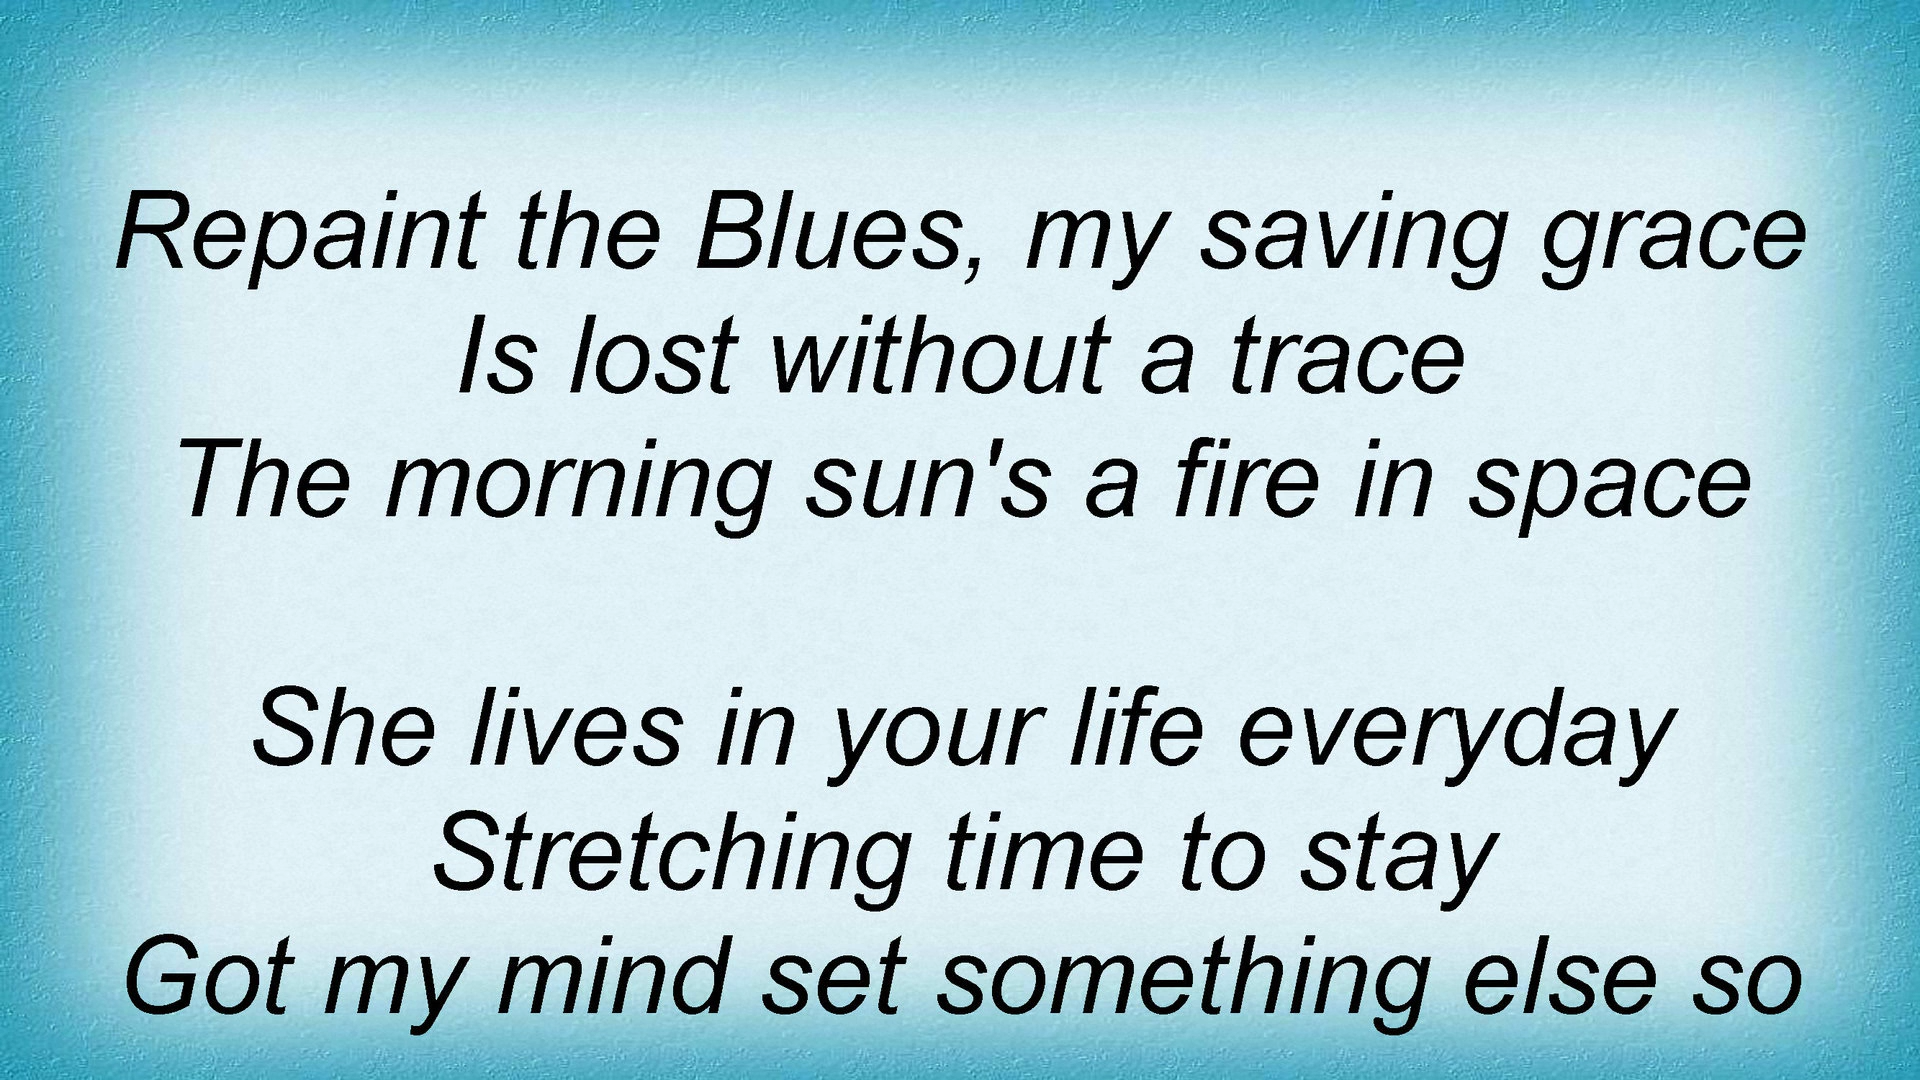 Repaint the Blues, my saving grace
Is lost without a trace
The morning sun's a fire in space
She lives in your life everyday
Stretching time to stay
Got my mind set something else so